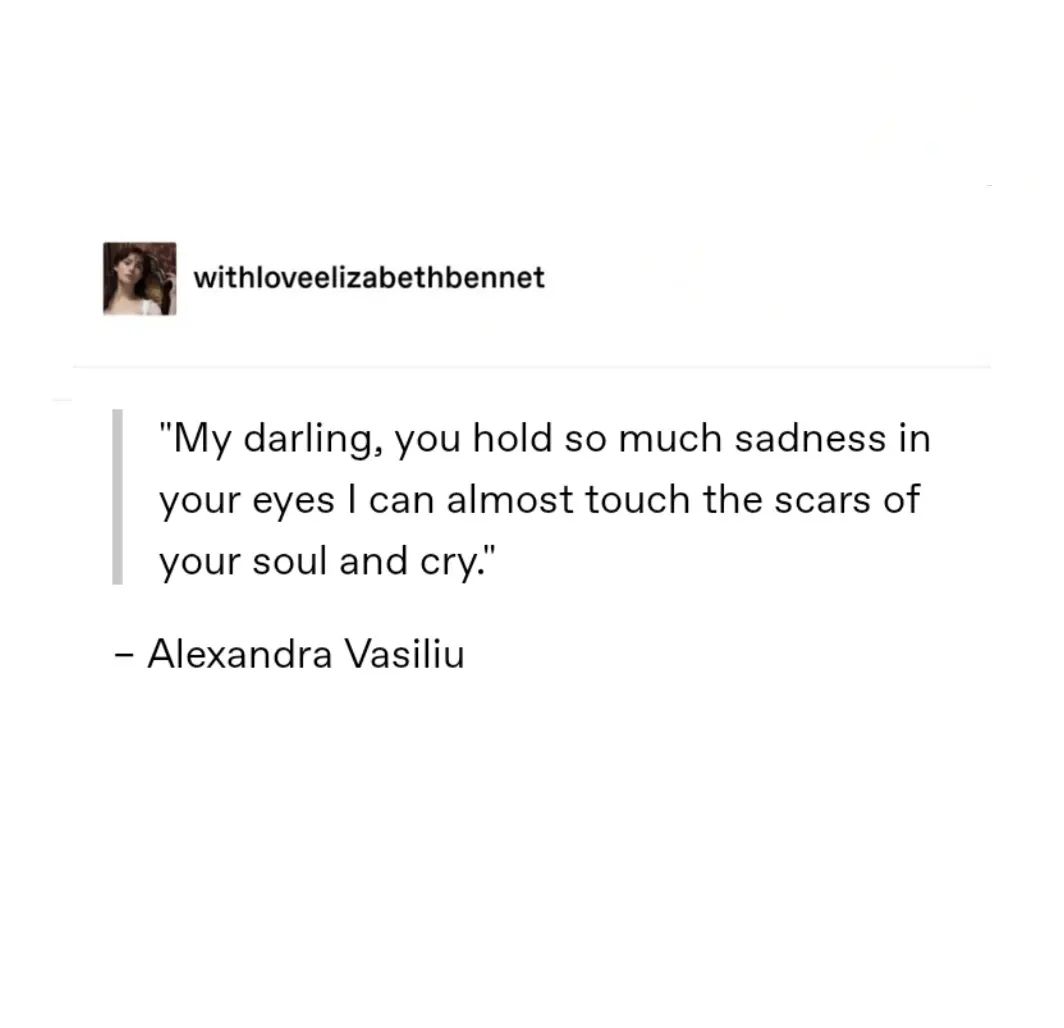 withloveelizabethbennet
"My darling, you hold so much sadness in
your eyes I can almost touch the scars of
your soul and cry."
– Alexandra Vasiliu